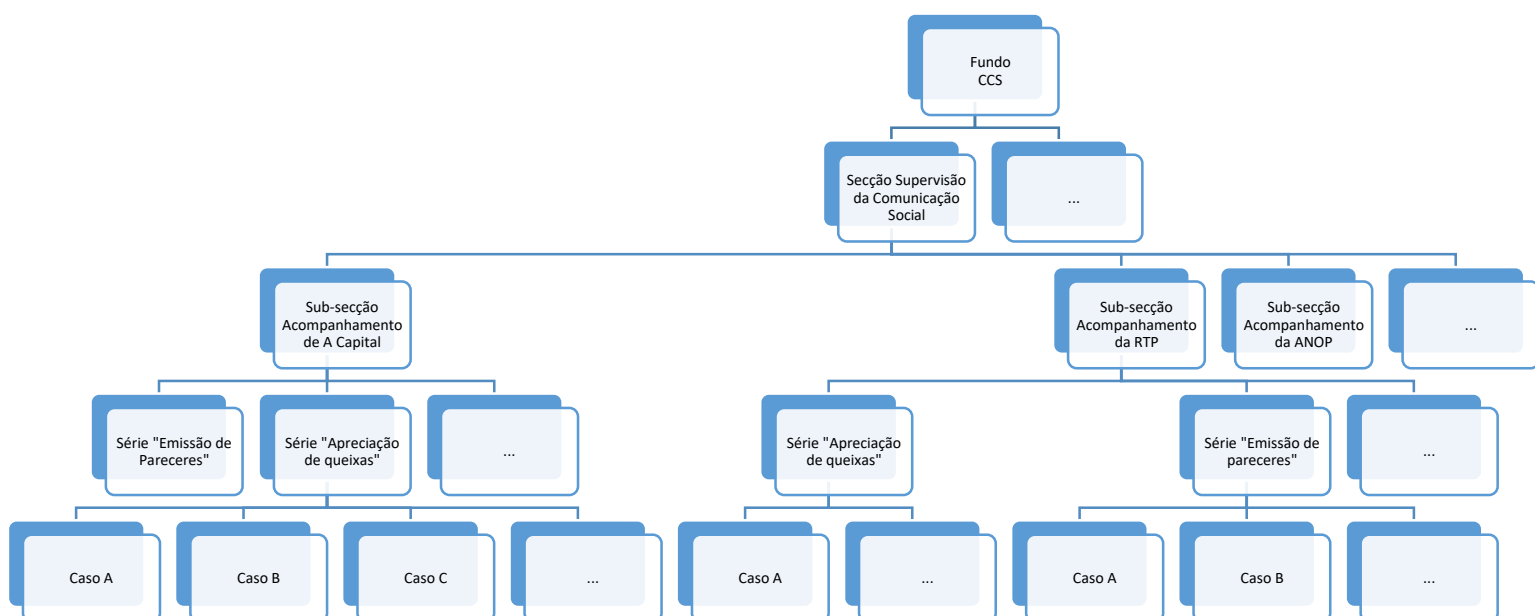 Fundo
CCS
Secção Supervisão
da Comunicação
Social
...
Sub-secção
Acompanhamento
de A Capital
Sub-secção
Acompanhamento
da RTP
Sub-secção
Acompanhamento
da ANOP
...
Série "Emissão de
Pareceres"
Série "Apreciação
de queixas"
...
Série "Apreciação
de queixas"
Série "Emissão de
pareceres"
...
Caso A
Caso B
Caso C
...
Caso A
...
Caso A
Caso B
...